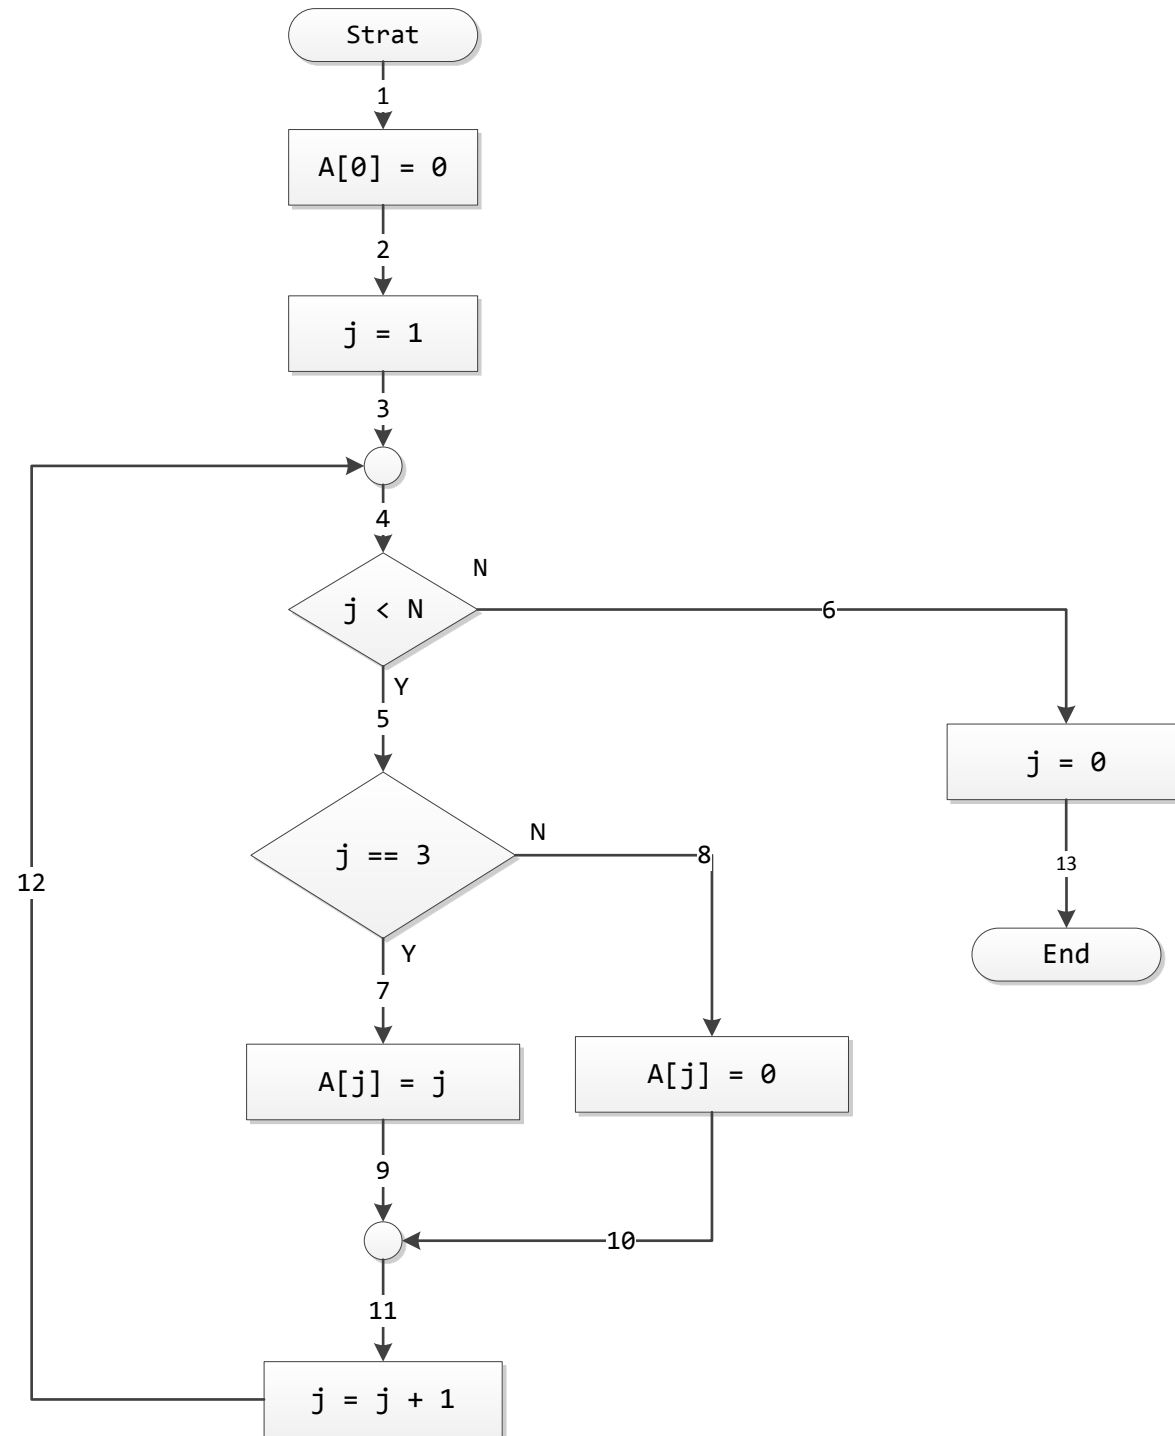 Strat
1
A[0] = 0
2
j = 1
3
4
j < N
N
6
Y
5
j = 0
j == 3
N
8
13
12
End
Y
7
A[j] = j
A[j] = 0
9
10
11
j = j + 1